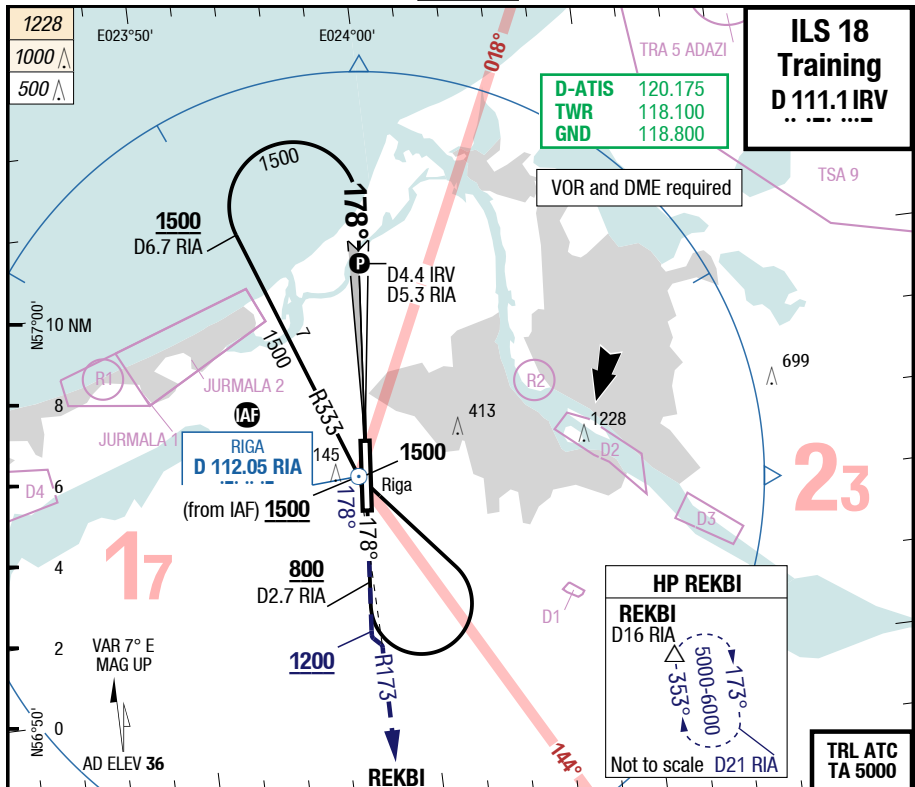 1228
1000
500
E023°50'
E024°00'
018°
TRA 5 ADAZI
ILS 18
Training
D 111.1 IRV
D-ATIS 120.175
TWR 118.100
GND 118.800
VOR and DME required
TSA 9
1500
178°
1500
D6.7 RIA
P
D4.4 IRV
D5.3 RIA
N57°00'
10 NM
7
1500
R1
JURMALA 2
R333
R2
699
8
413
1228
JURMALA 1
IAF
RIGA
D 112.05 RIA
145
1500
D2
D4
6
Riga
23
(from IAF) 1500
178°
D3
178°
17
4
800
D2.7 RIA
D1
HP REKBI
REKBI
D16 RIA
5000-6000
173°
353°
Not to scale D21 RIA
VAR 7° E
MAG UP
2
1200
R173
N56°50'
0
AD ELEV 36
REKBI
144°
TRL ATC
TA 5000